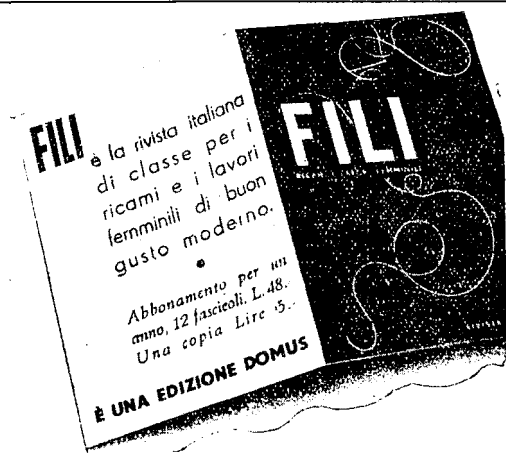 FILI è la rivista italiana
di classe per i
ricami e i lavori
femminili di buon
gusto moderno.
Abbonamento per un
anno, 12 fascicoli. L. 48.-
Una copia Lire 5.-
È UNA EDIZIONE DOMUS
FILI
RIVISTA